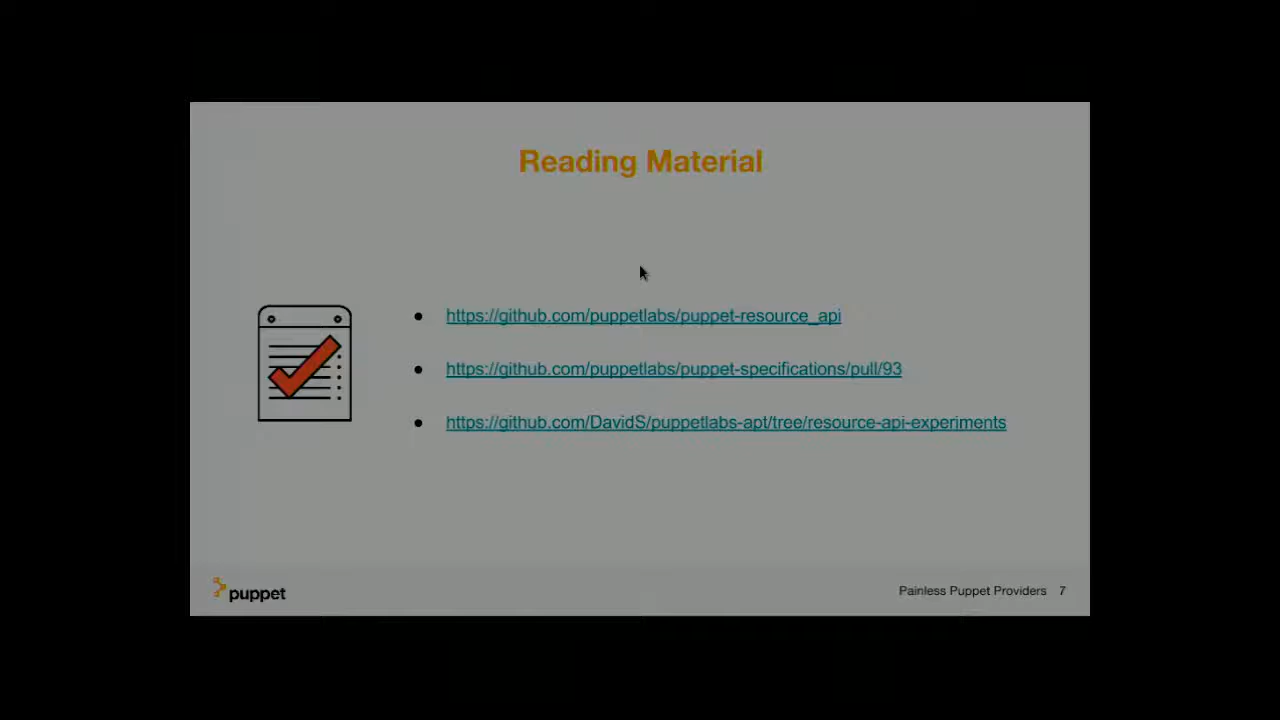 Reading Material
https://github.com/puppetlabs/puppet-resource_api
https://github.com/puppetlabs/puppet-specifications/pull/93
https://github.com/DavidS/puppetlabs-apt/tree/resource-api-experiments
puppet
Painless Puppet Providers 7